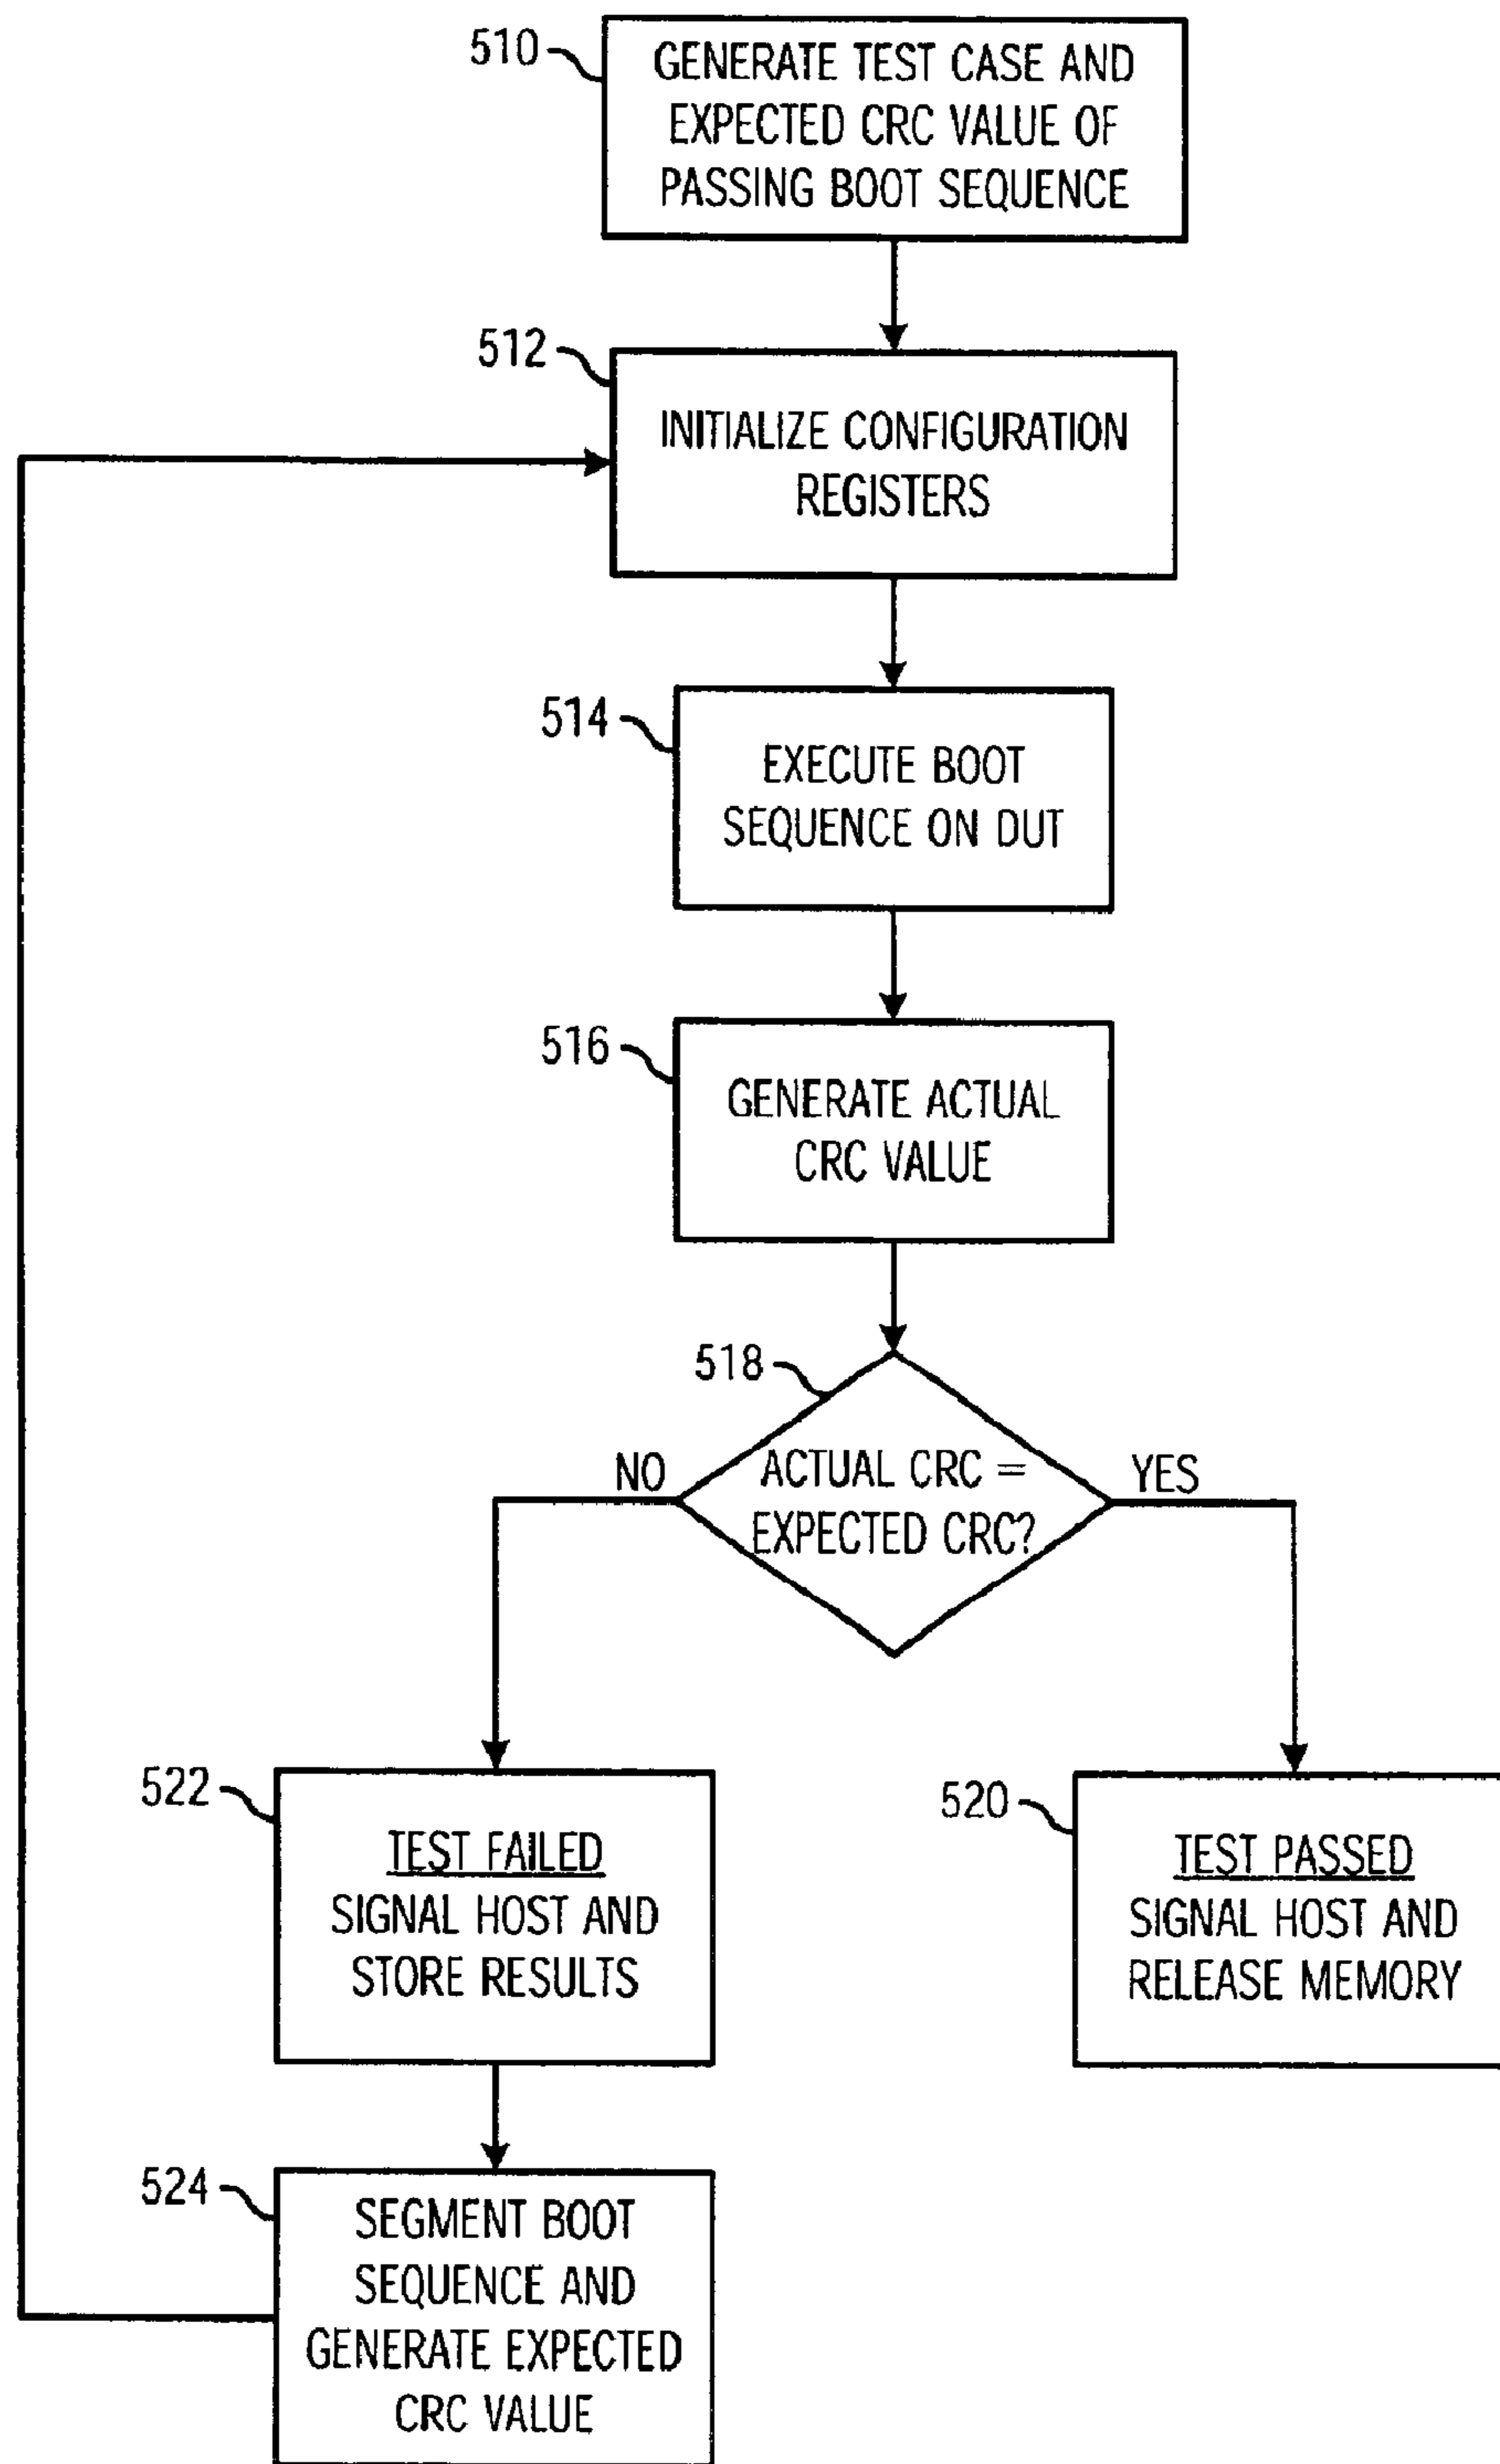 510
GENERATE TEST CASE AND
EXPECTED CRC VALUE OF
PASSING BOOT SEQUENCE
512
INITIALIZE CONFIGURATION
REGISTERS
514
EXECUTE BOOT
SEQUENCE ON DUT
516
GENERATE ACTUAL
CRC VALUE
518
NO
ACTUAL CRC =
EXPECTED CRC?
YES
522
TEST FAILED
SIGNAL HOST AND
STORE RESULTS
520
TEST PASSED
SIGNAL HOST AND
RELEASE MEMORY
524
SEGMENT BOOT
SEQUENCE AND
GENERATE EXPECTED
CRC VALUE